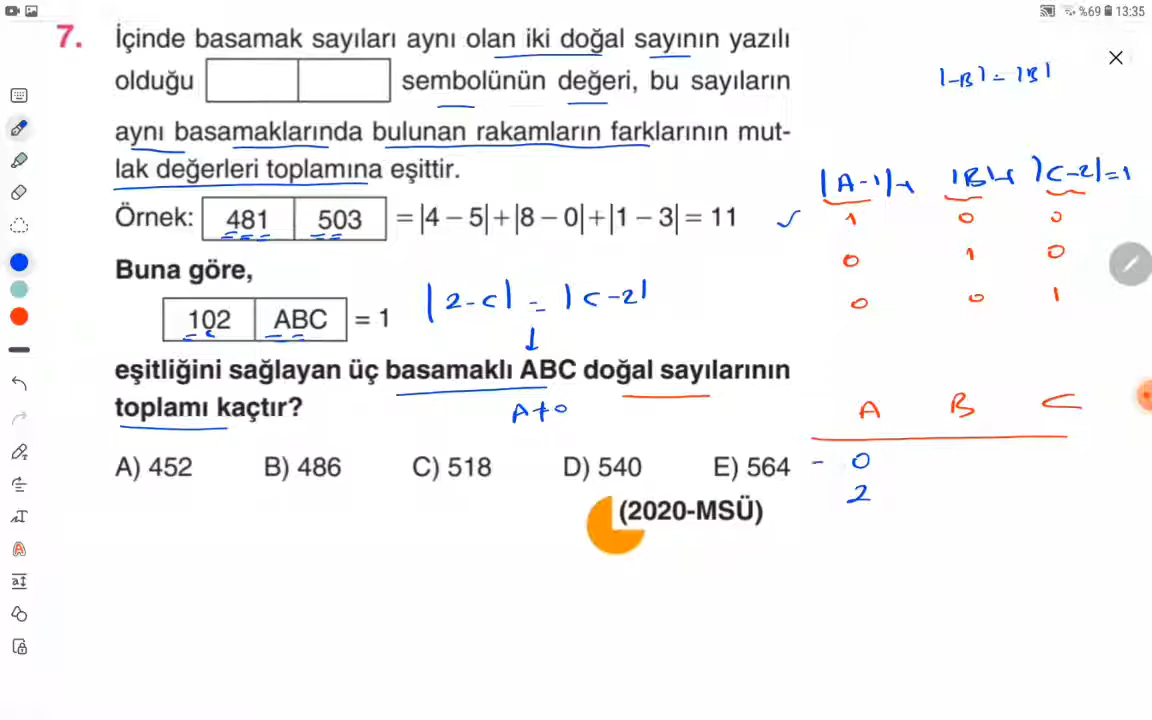 %69 13:35
7. İçinde basamak sayıları aynı olan iki doğal sayının yazılı
olduğu sembolünün değeri, bu sayıların
aynı basamaklarında bulunan rakamların farklarının mut-
lak değerleri toplamına eşittir.
Örnek: 481 503 = |4 − 5| + |8 − 0| + |1 − 3| = 11
Buna göre,
102 ABC = 1
|2-C| = |C-2|
eşitliğini sağlayan üç basamaklı ABC doğal sayılarının
toplamı kaçtır?
A≠0
A) 452 B) 486 C) 518 D) 540 E) 564
(2020-MSÜ)
|-B| = |B|
|A-1|+ |B|+ |C-2|=1
1 0 0
0 1 0
0 0 1
A B C
- 0
2